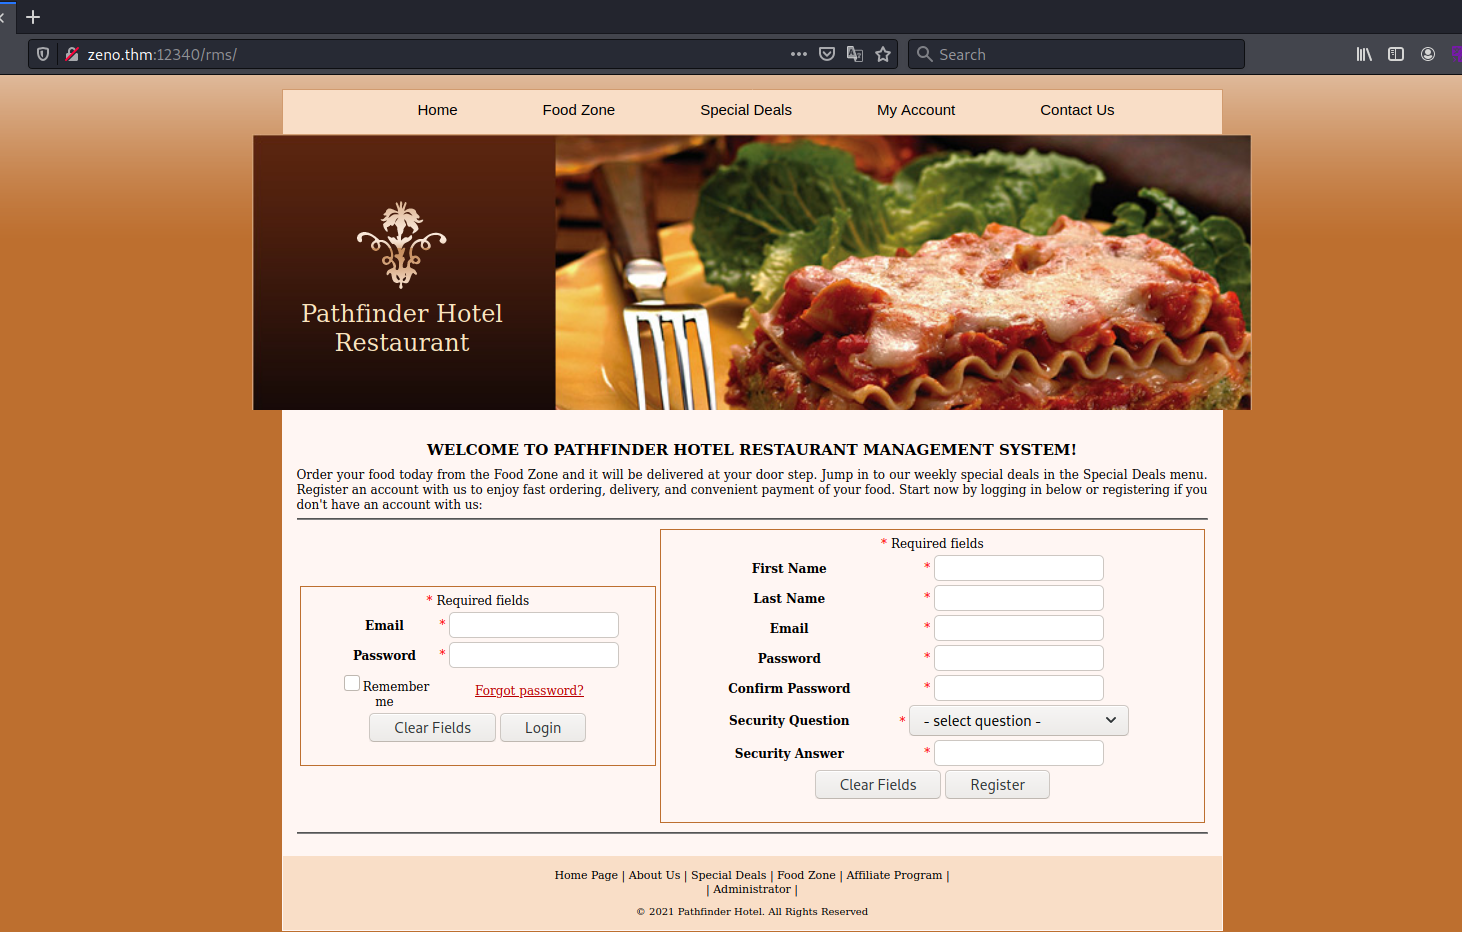 zeno.thm:12340/rms/
Search
Home Food Zone Special Deals My Account Contact Us
Pathfinder Hotel
Restaurant
WELCOME TO PATHFINDER HOTEL RESTAURANT MANAGEMENT SYSTEM!
Order your food today from the Food Zone and it will be delivered at your door step. Jump in to our weekly special deals in the Special Deals menu.
Register an account with us to enjoy fast ordering, delivery, and convenient payment of your food. Start now by logging in below or registering if you
don't have an account with us:
* Required fields
Email *
Password *
Remember
me
Forgot password?
Clear Fields Login
* Required fields
First Name *
Last Name *
Email *
Password *
Confirm Password *
Security Question * - select question -
Security Answer *
Clear Fields Register
Home Page | About Us | Special Deals | Food Zone | Affiliate Program |
| Administrator |
© 2021 Pathfinder Hotel. All Rights Reserved